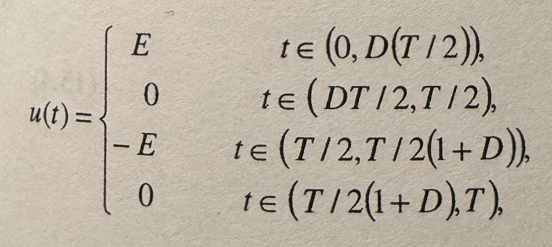 E t ∈ (0, D(T / 2)),
0 t ∈ (DT / 2, T / 2),
u(t) =
− E t ∈ (T / 2, T / 2(1 + D)),
0 t ∈ (T / 2(1 + D), T),